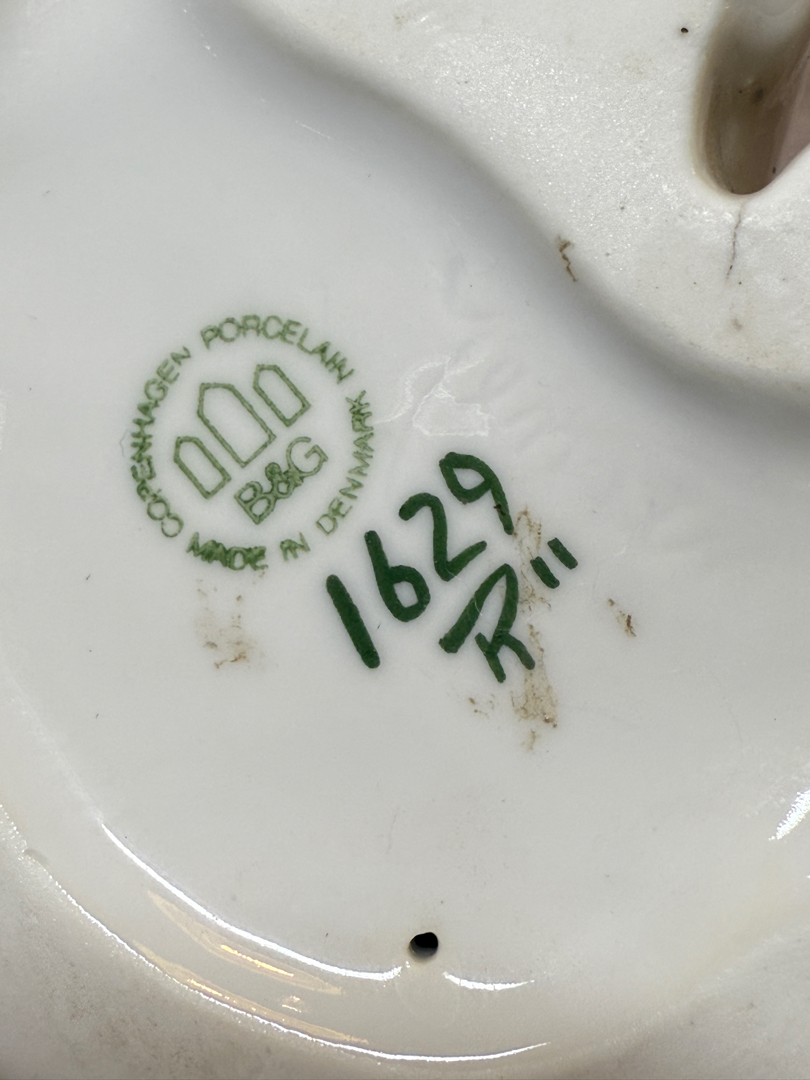 COPENHAGEN PORCELAIN
B&G
MADE IN DENMARK
1629
R"